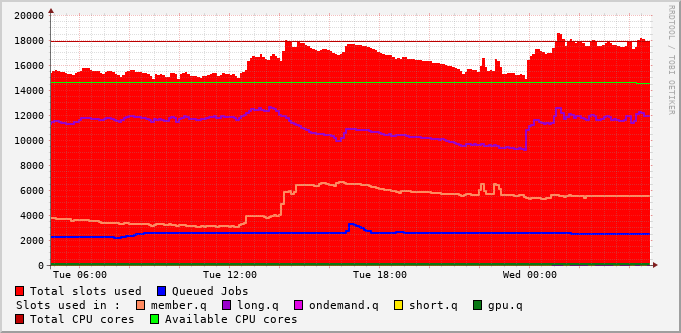 20000
18000
16000
14000
12000
10000
8000
6000
4000
2000
0
Tue 06:00 Tue 12:00 Tue 18:00 Wed 00:00
RRDTOOL / TOBI OETIKER
Total slots used Queued Jobs
Slots used in : member.q long.q ondemand.q short.q gpu.q
Total CPU cores Available CPU cores